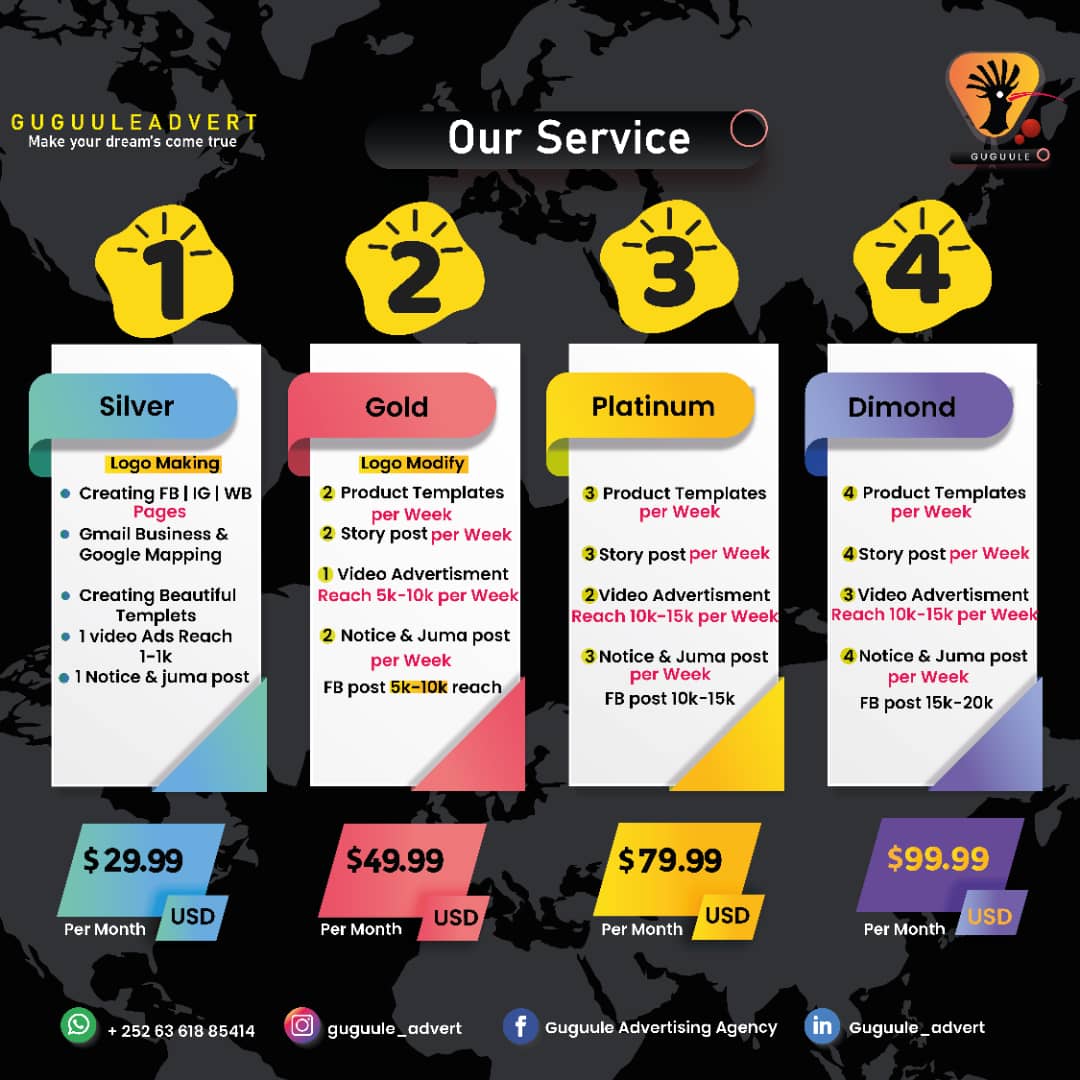 GUGUULEADVERT
Make your dream's come true
Our Service
GUGUULE
1
2
3
4
Silver
Logo Making
Creating FB | IG | WB
Pages
Gmail Business &
Google Mapping
Creating Beautiful
Templets
1 video Ads Reach
1-1k
1 Notice & juma post
$29.99
USD
Per Month
Gold
Logo Modify
2 Product Templates
per Week
2 Story post per Week
1 Video Advertisment
Reach 5k-10k per Week
2 Notice & Juma post
per Week
FB post 5k-10k reach
$49.99
USD
Per Month
Platinum
3 Product Templates
per Week
3 Story post per Week
2 Video Advertisment
Reach 10k-15k per Week
3 Notice & Juma post
per Week
FB post 10k-15k
$79.99
USD
Per Month
Dimond
4 Product Templates
per Week
4 Story post per Week
3 Video Advertisment
Reach 10k-15k per Week
4 Notice & Juma post
per Week
FB post 15k-20k
$99.99
USD
Per Month
+ 252 63 618 85414
guguule_advert
f
Guguule Advertising Agency
in
Guguule_advert